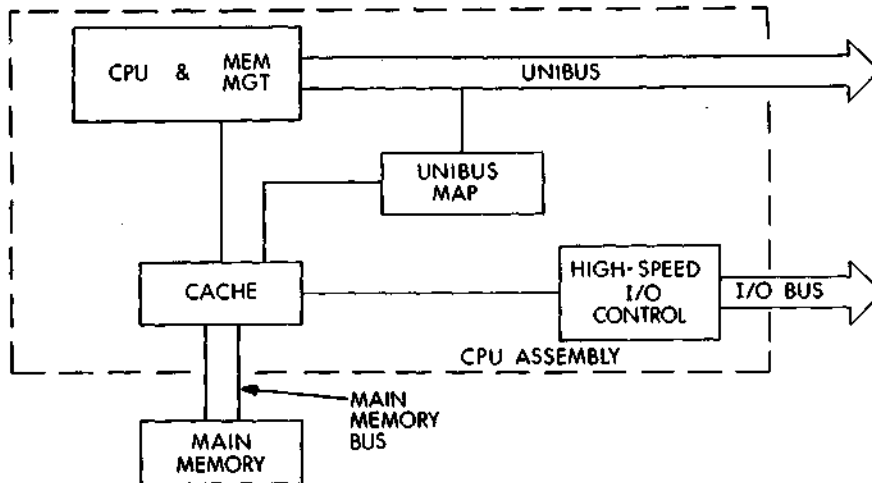 CPU & MEM
MGT
UNIBUS
UNIBUS
MAP
CACHE
HIGH-SPEED
I/O
CONTROL
I/O BUS
CPU ASSEMBLY
MAIN
MEMORY
BUS
MAIN
MEMORY